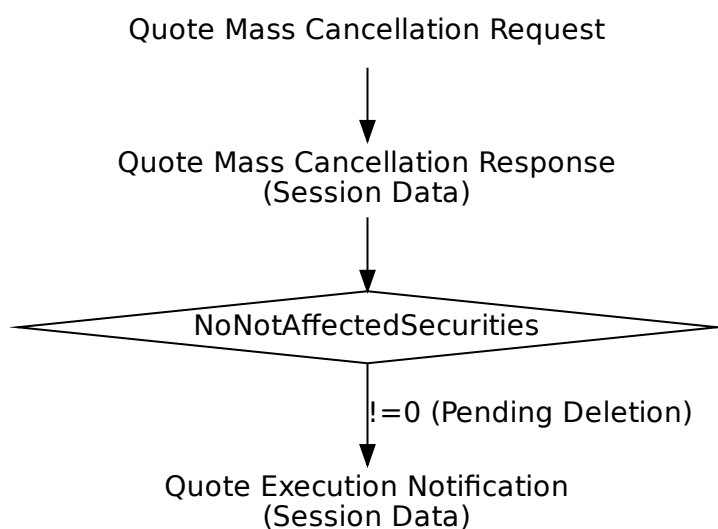 Quote Mass Cancellation Request
Quote Mass Cancellation Response
(Session Data)
NoNotAffectedSecurities
!=0 (Pending Deletion)
Quote Execution Notification
(Session Data)